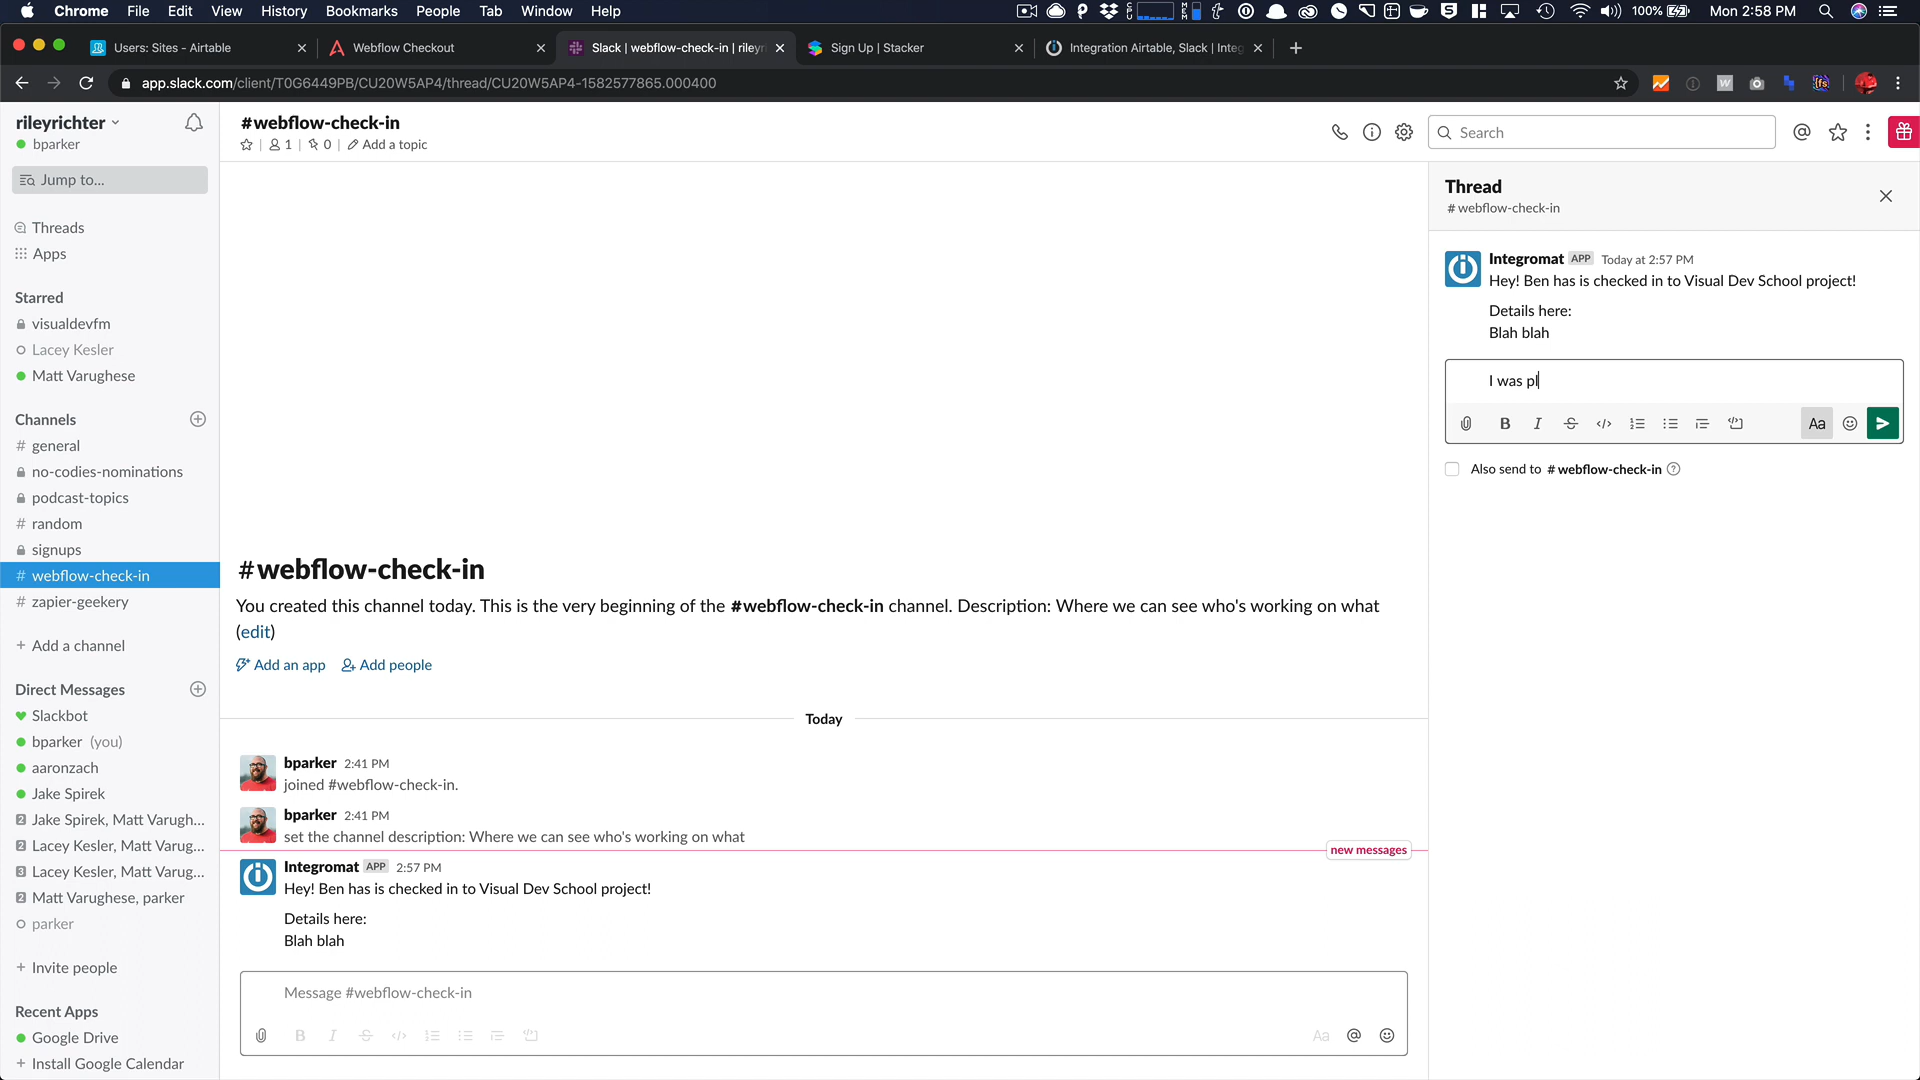 Chrome File Edit View History Bookmarks People Tab Window Help
100% Mon 2:58 PM
Users: Sites - Airtable
Webflow Checkout
Slack | webflow-check-in | rileyr
Sign Up | Stacker
Integration Airtable, Slack | Integ
app.slack.com/client/T0G6449PB/CU20W5AP4/thread/CU20W5AP4-1582577865.000400
rileyrichter
bparker
Jump to...
Threads
Apps
Starred
visualdevfm
Lacey Kesler
Matt Varughese
Channels
# general
no-codies-nominations
podcast-topics
# random
signups
# webflow-check-in
# zapier-geekery
+ Add a channel
Direct Messages
Slackbot
bparker (you)
aaronzach
Jake Spirek
2 Jake Spirek, Matt Varugh...
2 Lacey Kesler, Matt Varug...
3 Lacey Kesler, Matt Varug...
2 Matt Varughese, parker
parker
+ Invite people
Recent Apps
Google Drive
+ Install Google Calendar
#webflow-check-in
1 | 0 | Add a topic
Search
#webflow-check-in
You created this channel today. This is the very beginning of the #webflow-check-in channel. Description: Where we can see who's working on what
(edit)
Add an app Add people
Today
bparker 2:41 PM
joined #webflow-check-in.
bparker 2:41 PM
set the channel description: Where we can see who's working on what
new messages
Integromat APP 2:57 PM
Hey! Ben has is checked in to Visual Dev School project!
Details here:
Blah blah
Message #webflow-check-in
Aa
Thread
# webflow-check-in
Integromat APP Today at 2:57 PM
Hey! Ben has is checked in to Visual Dev School project!
Details here:
Blah blah
I was pl
Aa
Also send to # webflow-check-in